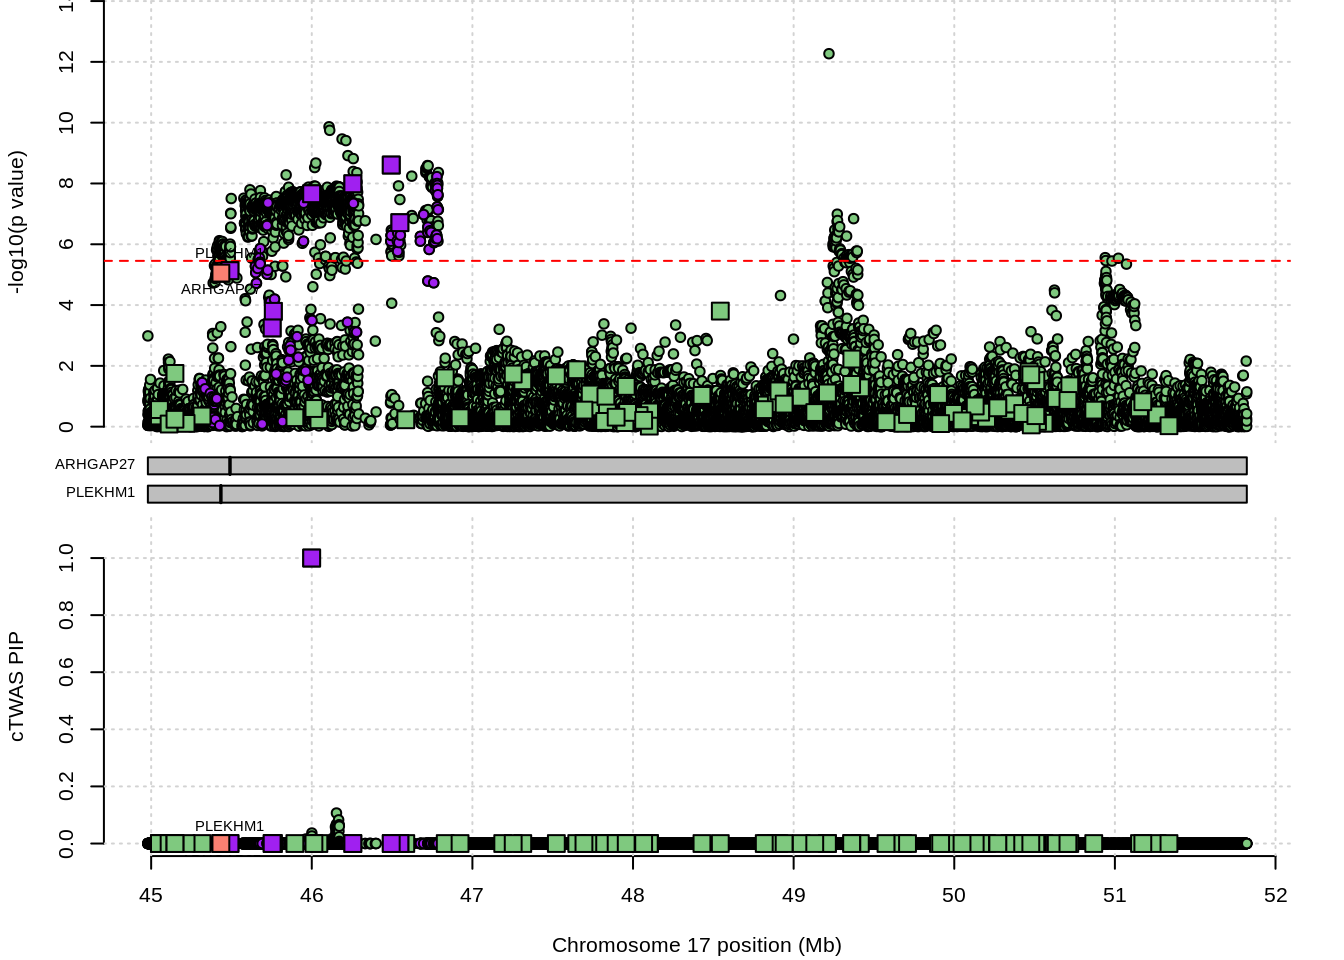 12
10
8
6
4
2
0
-log10(p value)
PLEKHM1
ARHGAP27
ARHGAP27
PLEKHM1
1.0
0.8
0.6
0.4
0.2
0.0
cTWAS PIP
PLEKHM1
45 46 47 48 49 50 51 52
Chromosome 17 position (Mb)